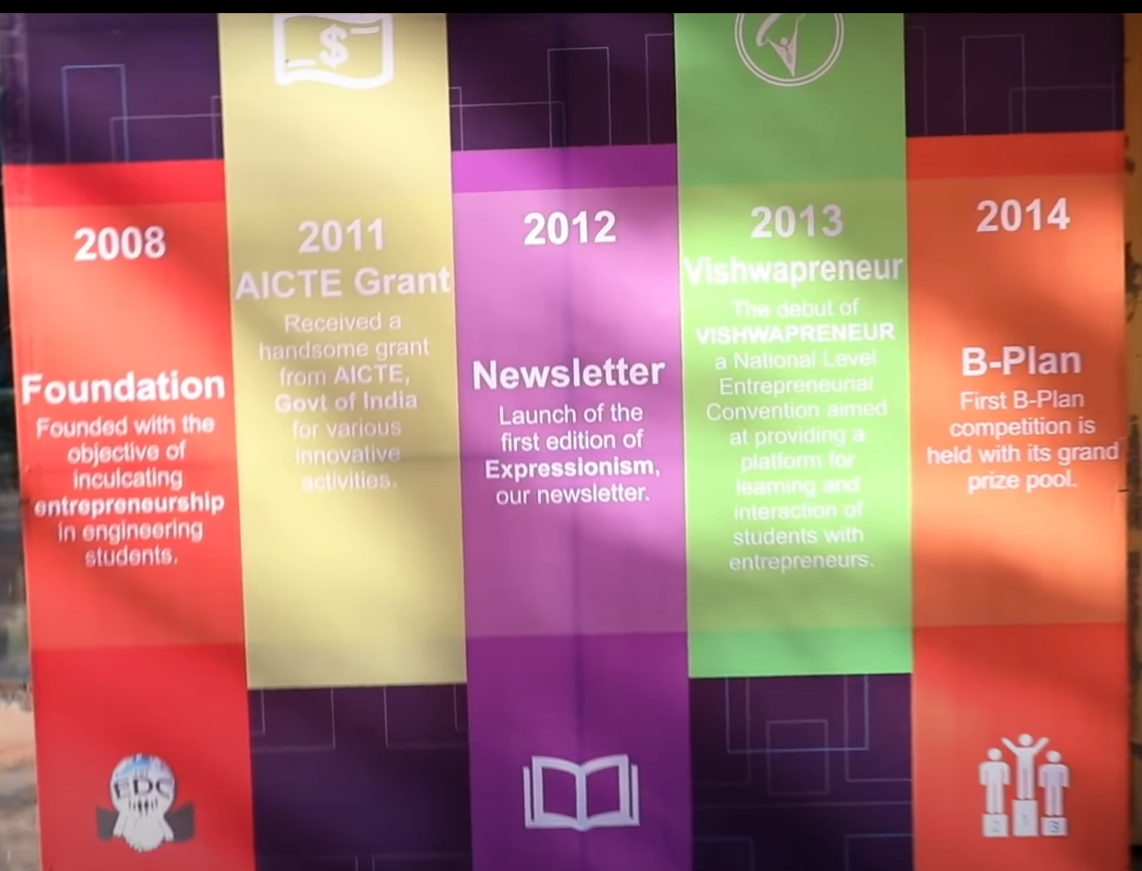 2008
Foundation
Founded with the
objective of
inculcating
entrepreneurship
in engineering
students.
EDC
2011
AICTE Grant
Received a
handsome grant
from AICTE,
Govt of India
for various
innovative
activities.
2012
Newsletter
Launch of the
first edition of
Expressionism,
our newsletter.
2013
Vishwapreneur
The debut of
VISHWAPRENEUR
a National Level
Entrepreneurial
Convention aimed
at providing a
platform for
learning and
interaction of
students with
entrepreneurs.
2014
B-Plan
First B-Plan
competition is
held with its grand
prize pool.
2 1 3